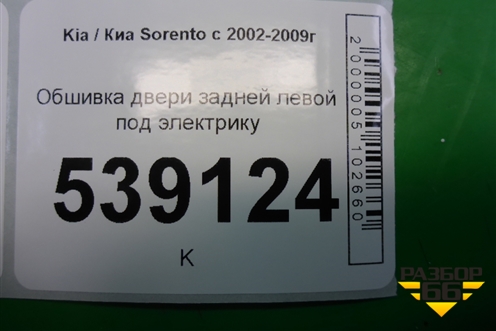 Kia / Киа Sorento с 2002-2009г
Обшивка двери задней левой
под электрику
539124
К
2000005102660
РАЗБОР
66